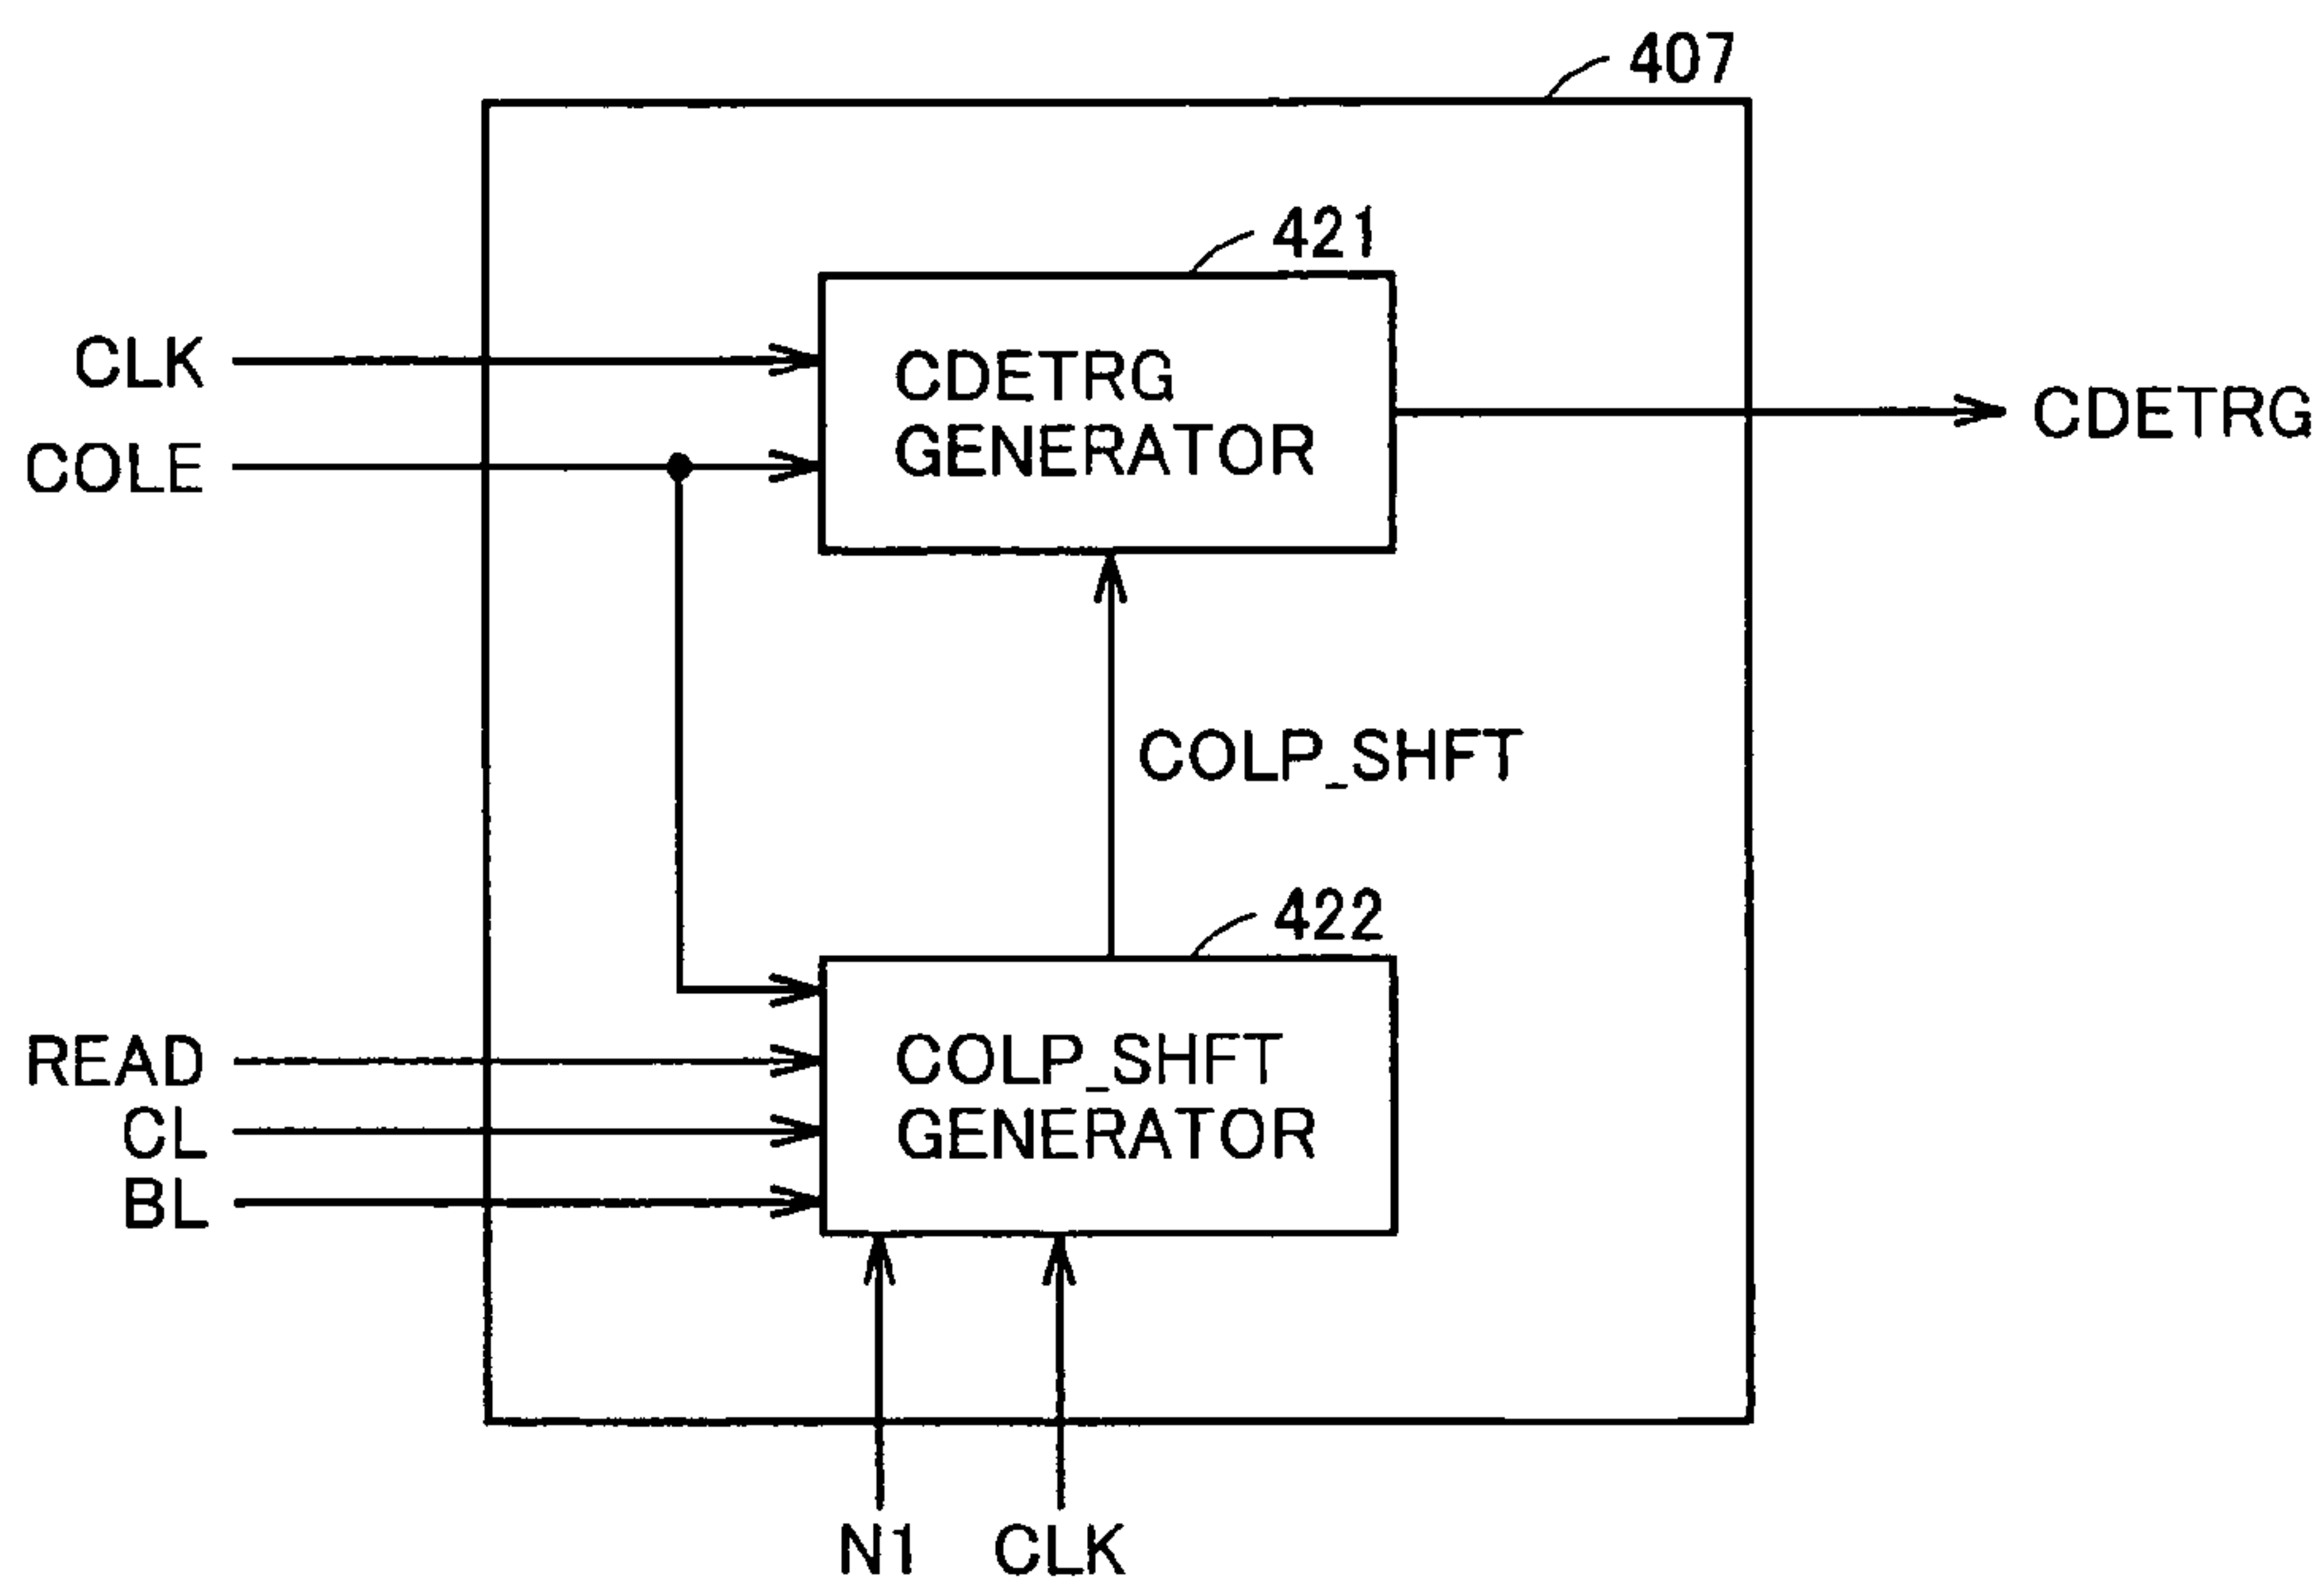 407
421
CLK
CDETRG
GENERATOR
CDETRG
COLE
COLP_SHFT
422
READ
COLP_SHFT
GENERATOR
CL
BL
N1
CLK